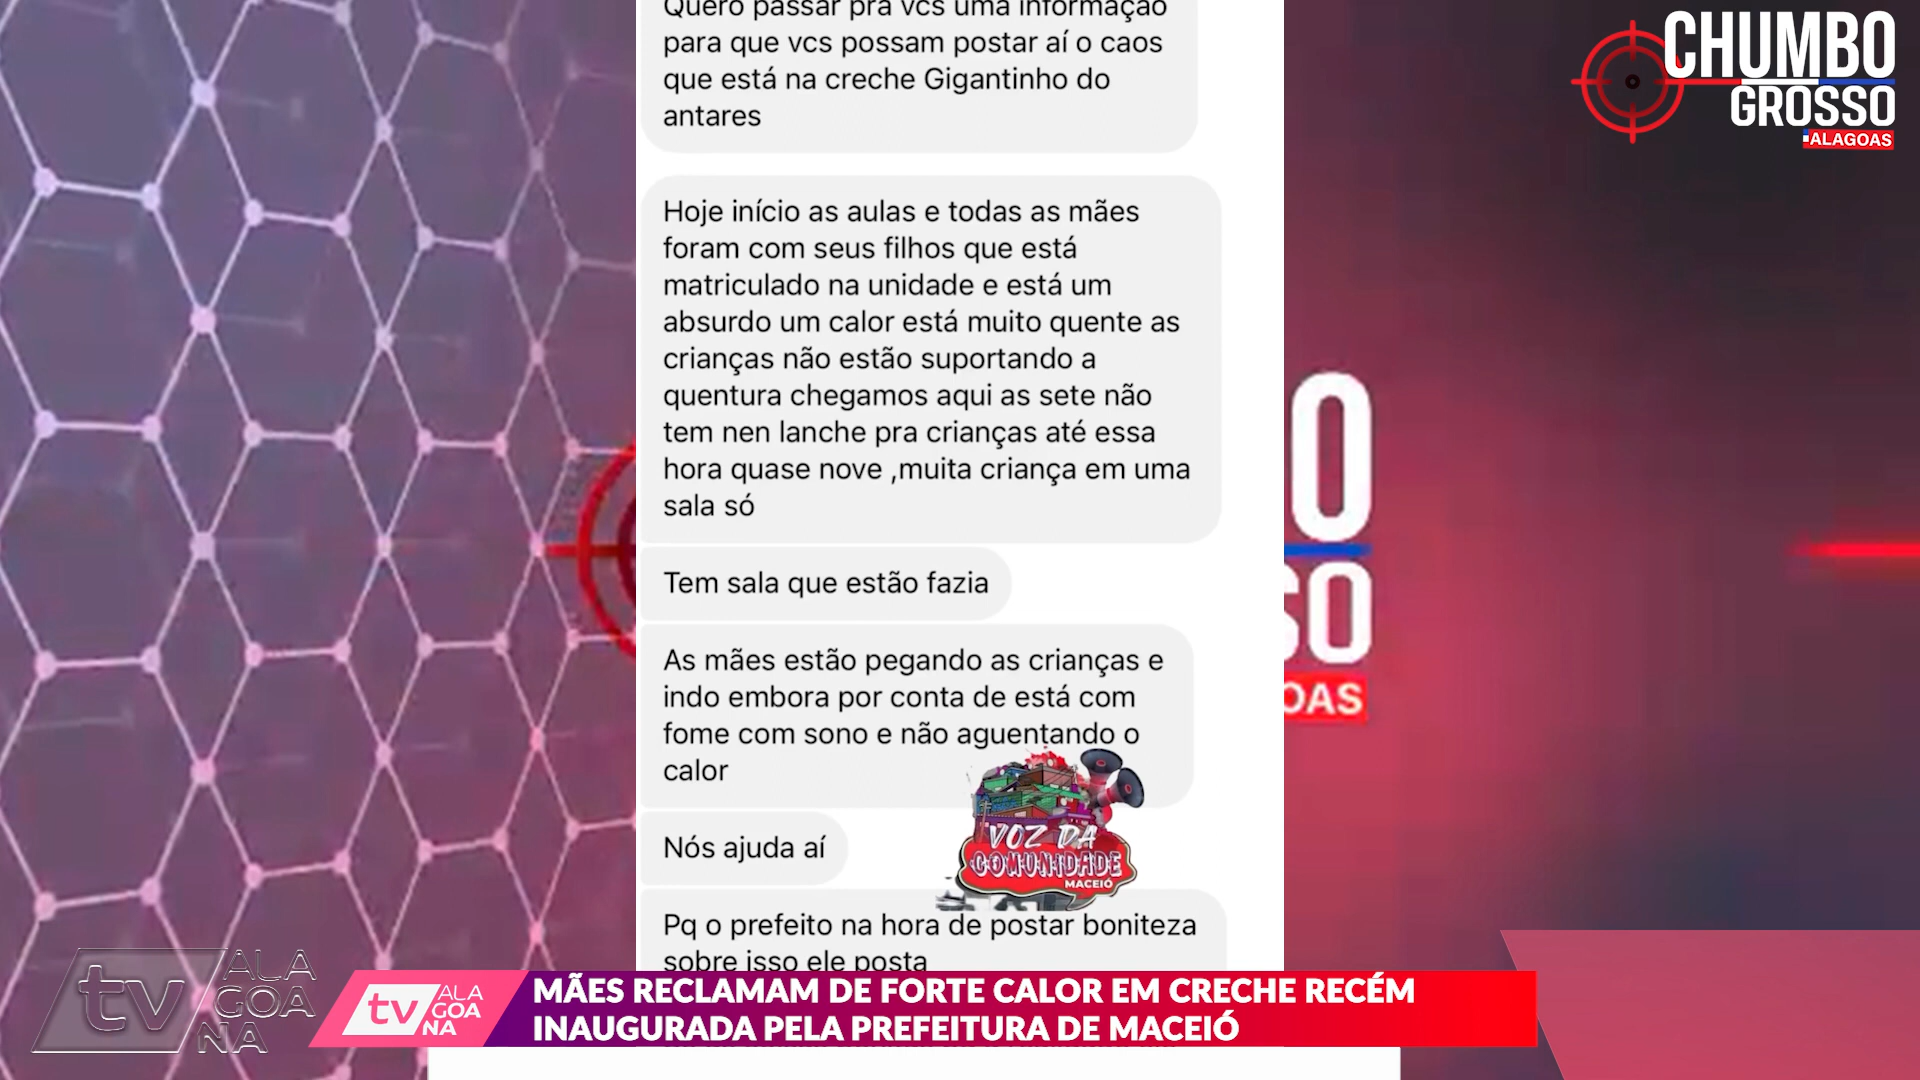 Quero passar pra vcs uma informação
para que vcs possam postar aí o caos
que está na creche Gigantinho do
antares
Hoje início as aulas e todas as mães
foram com seus filhos que está
matriculado na unidade e está um
absurdo um calor está muito quente as
crianças não estão suportando a
quentura chegamos aqui as sete não
tem nen lanche pra crianças até essa
hora quase nove ,muita criança em uma
sala só
Tem sala que estão fazia
As mães estão pegando as crianças e
indo embora por conta de está com
fome com sono e não aguentando o
calor
Nós ajuda aí
Pq o prefeito na hora de postar boniteza
sobre isso ele posta
VOZ DA
COMUNIDADE
MACEIÓ
CHUMBO
GROSSO
ALAGOAS
O
SO
OAS
tv ALA
GOA
NA
tv ALA
GOA
NA
MÃES RECLAMAM DE FORTE CALOR EM CRECHE RECÉM
INAUGURADA PELA PREFEITURA DE MACEIÓ